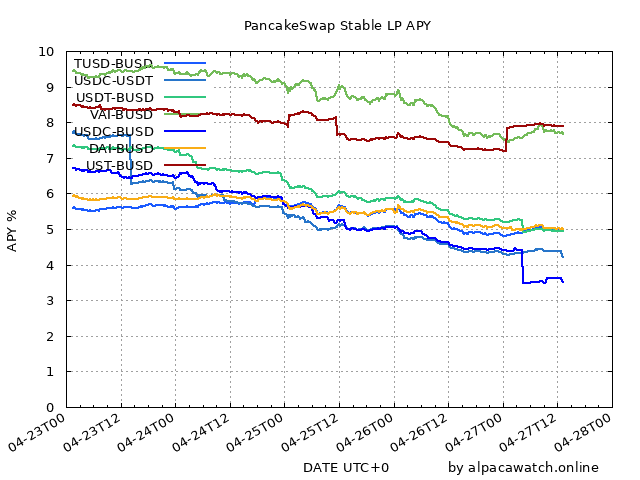 PancakeSwap Stable LP APY
10
9
8
7
6
5
4
3
2
1
0
APY %
TUSD-BUSD
USDC-USDT
USDT-BUSD
VAI-BUSD
USDC-BUSD
DAI-BUSD
UST-BUSD
04-23T00
04-23T12
04-24T00
04-24T12
04-25T00
04-25T12
04-26T00
04-26T12
04-27T00
04-27T12
04-28T00
DATE UTC+0
by alpacawatch.online